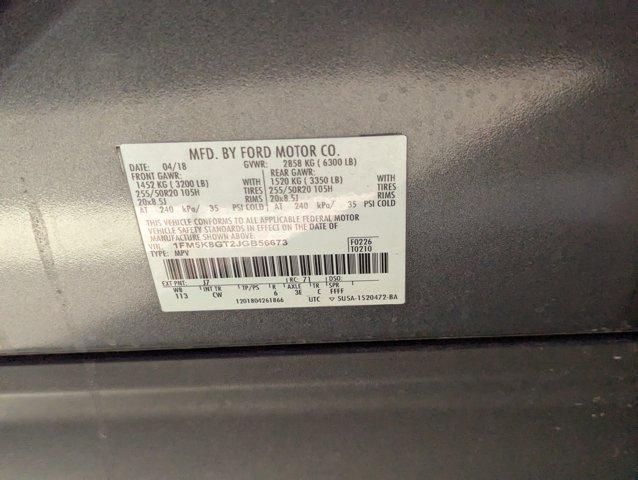 MFD. BY FORD MOTOR CO.
DATE: 04/18 GVWR: 2858 KG ( 6300 LB)
FRONT GAWR: REAR GAWR:
1452 KG ( 3200 LB) WITH 1520 KG ( 3350 LB) WITH
255/50R20 105H TIRES 255/50R20 105H TIRES
20x8.5J RIMS 20x8.5J RIMS
AT 240 kPa/ 35 PSI COLD AT 240 kPa/ 35 PSI COLD
THIS VEHICLE CONFORMS TO ALL APPLICABLE FEDERAL MOTOR
VEHICLE SAFETY STANDARDS IN EFFECT ON THE DATE OF
MANUFACTURE SHOWN ABOVE.
VIN: 1FM5K8GT2JGB56673 F0226
TYPE: MPV T0210
EXT PNT: J7 RC: 71 DSO:
WB INT TR TP/PS R AXLE TR SPR
113 CW 6 3E C FFFF
1201804261866 UTC ▽ SU5A-1520472-BA